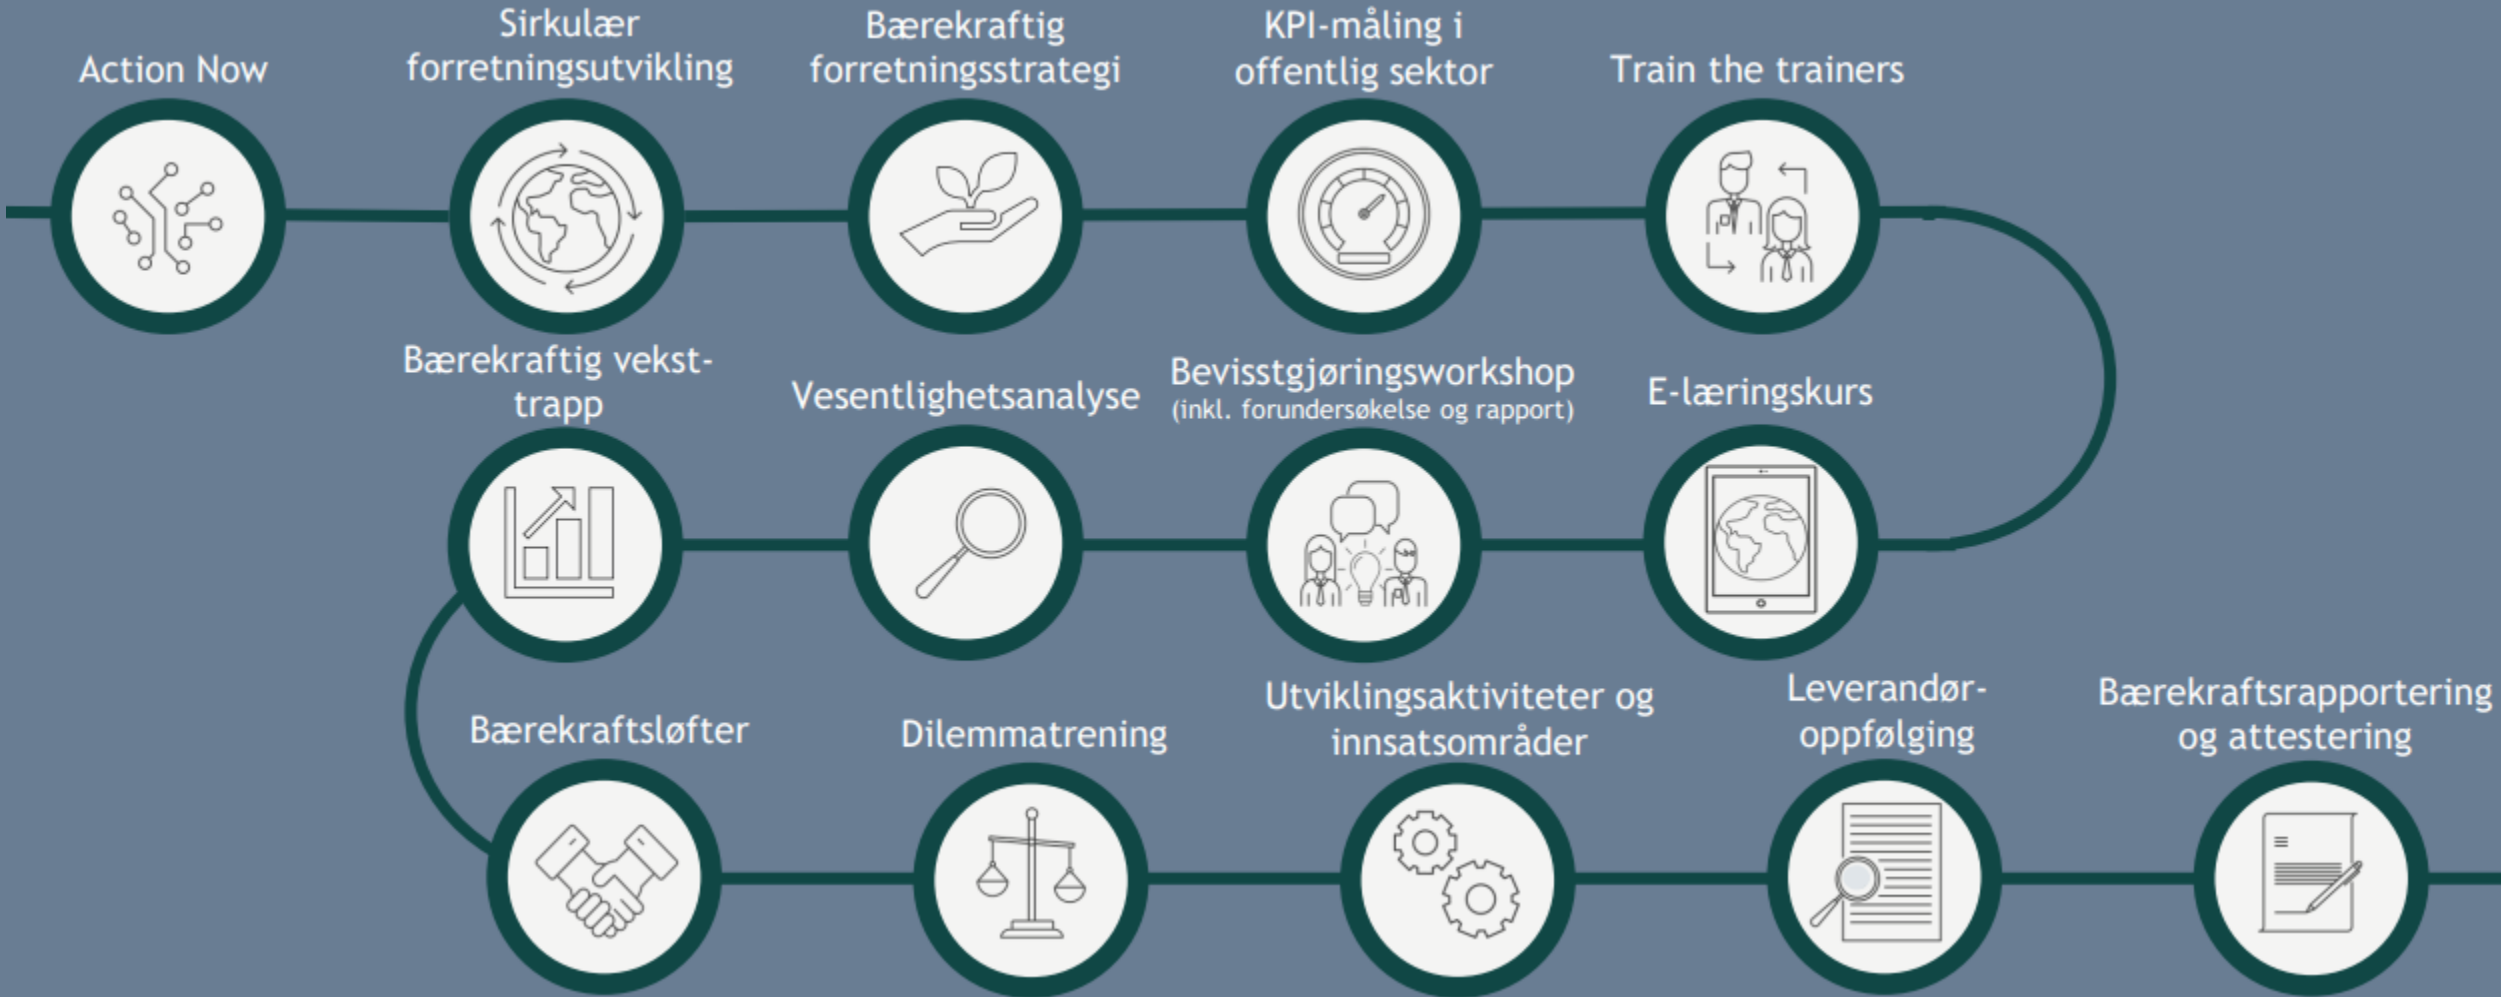 Action Now
Sirkulær
forretningsutvikling
Bærekraftig
forretningsstrategi
KPI-måling i
offentlig sektor
Train the trainers
Bærekraftig vekst-
trapp
Vesentlighetsanalyse
Bevisstgjøringsworkshop
(inkl. forundersøkelse og rapport)
E-læringskurs
Bærekraftsløfter
Dilemmatrening
Utviklingsaktiviteter og
innsatsområder
Leverandør-
oppfølging
Bærekraftsrapportering
og attestering